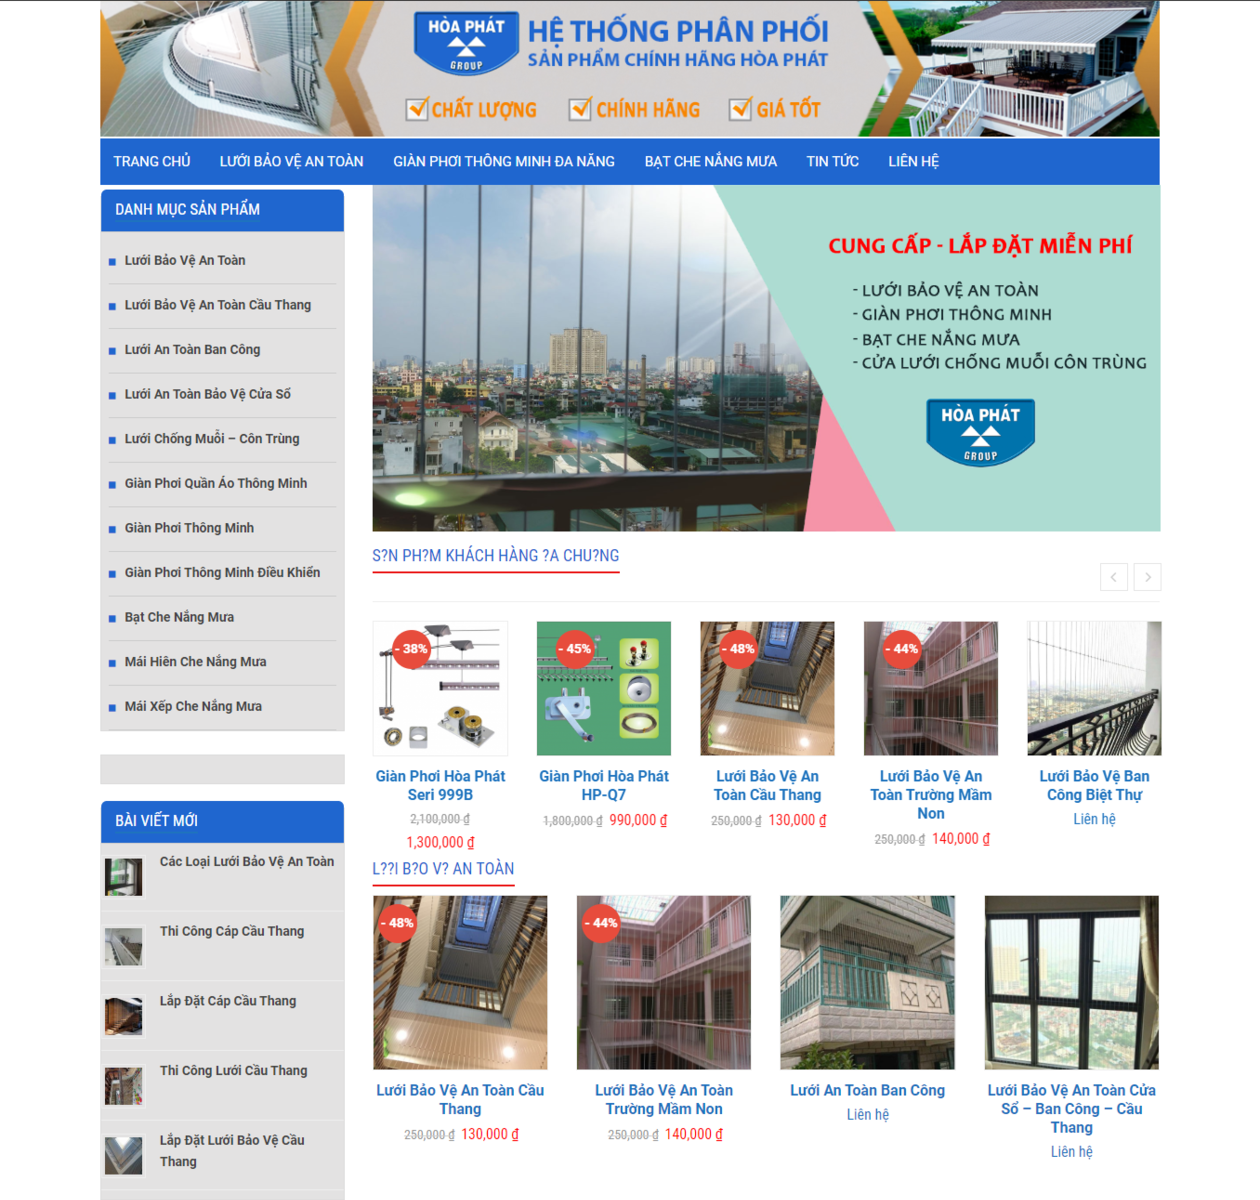 HÒA PHÁT
GROUP
HỆ THỐNG PHÂN PHỐI
SẢN PHẨM CHÍNH HÃNG HÒA PHÁT
CHẤT LƯỢNG
CHÍNH HÃNG
GIÁ TỐT
TRANG CHỦ
LƯỚI BẢO VỆ AN TOÀN
GIÀN PHƠI THÔNG MINH ĐA NĂNG
BẠT CHE NẮNG MƯA
TIN TỨC
LIÊN HỆ
DANH MỤC SẢN PHẨM
Lưới Bảo Vệ An Toàn
Lưới Bảo Vệ An Toàn Cầu Thang
Lưới An Toàn Ban Công
Lưới An Toàn Bảo Vệ Cửa Sổ
Lưới Chống Muỗi – Côn Trùng
Giàn Phơi Quần Áo Thông Minh
Giàn Phơi Thông Minh
Giàn Phơi Thông Minh Điều Khiển
Bạt Che Nắng Mưa
Mái Hiên Che Nắng Mưa
Mái Xếp Che Nắng Mưa
BÀI VIẾT MỚI
Các Loại Lưới Bảo Vệ An Toàn
Thi Công Cáp Cầu Thang
Lắp Đặt Cáp Cầu Thang
Thi Công Lưới Cầu Thang
Lắp Đặt Lưới Bảo Vệ Cầu
Thang
CUNG CẤP - LẮP ĐẶT MIỄN PHÍ
- LƯỚI BẢO VỆ AN TOÀN
- GIÀN PHƠI THÔNG MINH
- BẠT CHE NẮNG MƯA
- CỬA LƯỚI CHỐNG MUỖI CÔN TRÙNG
HÒA PHÁT
GROUP
S?N PH?M KHÁCH HÀNG ?A CHU?NG
- 38%
Giàn Phơi Hòa Phát
Seri 999B
2,100,000 ₫
1,300,000 ₫
- 45%
Giàn Phơi Hòa Phát
HP-Q7
1,800,000 ₫ 990,000 ₫
- 48%
Lưới Bảo Vệ An
Toàn Cầu Thang
250,000 ₫ 130,000 ₫
- 44%
Lưới Bảo Vệ An
Toàn Trường Mầm
Non
250,000 ₫ 140,000 ₫
Lưới Bảo Vệ Ban
Công Biệt Thự
Liên hệ
L??I B?O V? AN TOÀN
- 48%
Lưới Bảo Vệ An Toàn Cầu
Thang
250,000 ₫ 130,000 ₫
- 44%
Lưới Bảo Vệ An Toàn
Trường Mầm Non
250,000 ₫ 140,000 ₫
Lưới An Toàn Ban Công
Liên hệ
Lưới Bảo Vệ An Toàn Cửa
Sổ – Ban Công – Cầu
Thang
Liên hệ